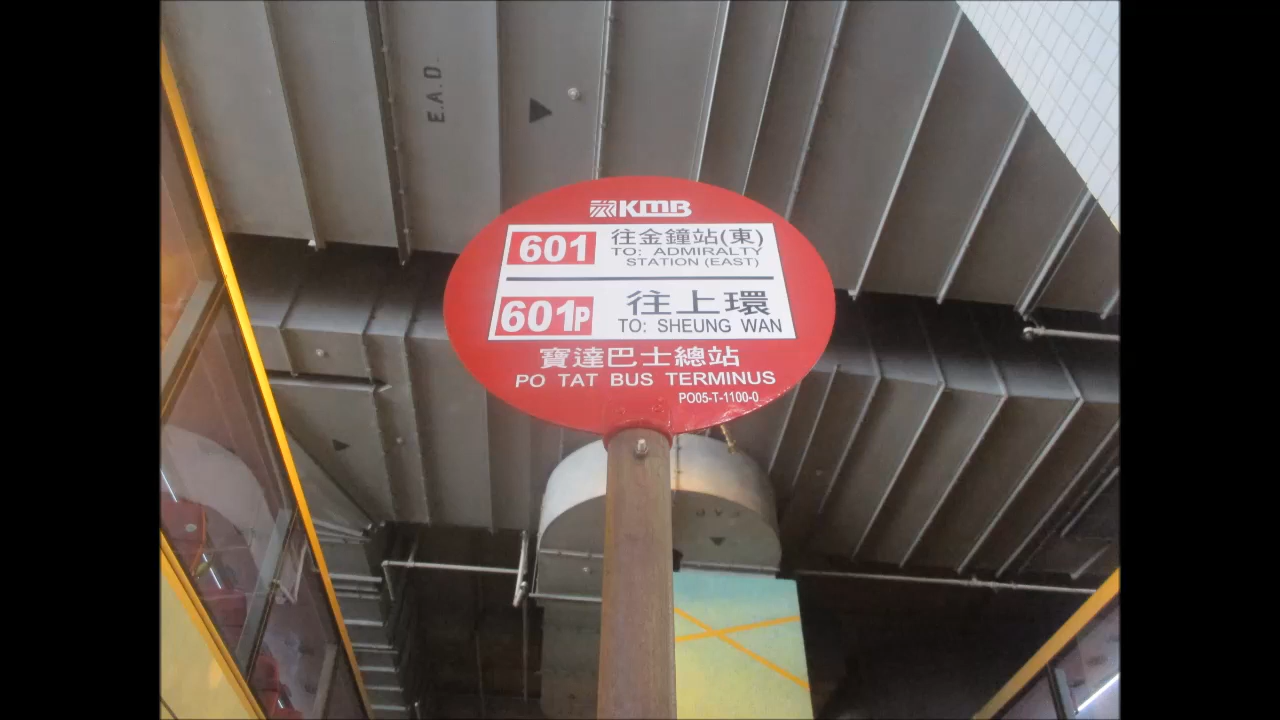 E.A.D.
KMB
601 往金鐘站(東)
TO: ADMIRALTY
STATION (EAST)
601P 往上環
TO: SHEUNG WAN
寶達巴士總站
PO TAT BUS TERMINUS
PO05-T-1100-0